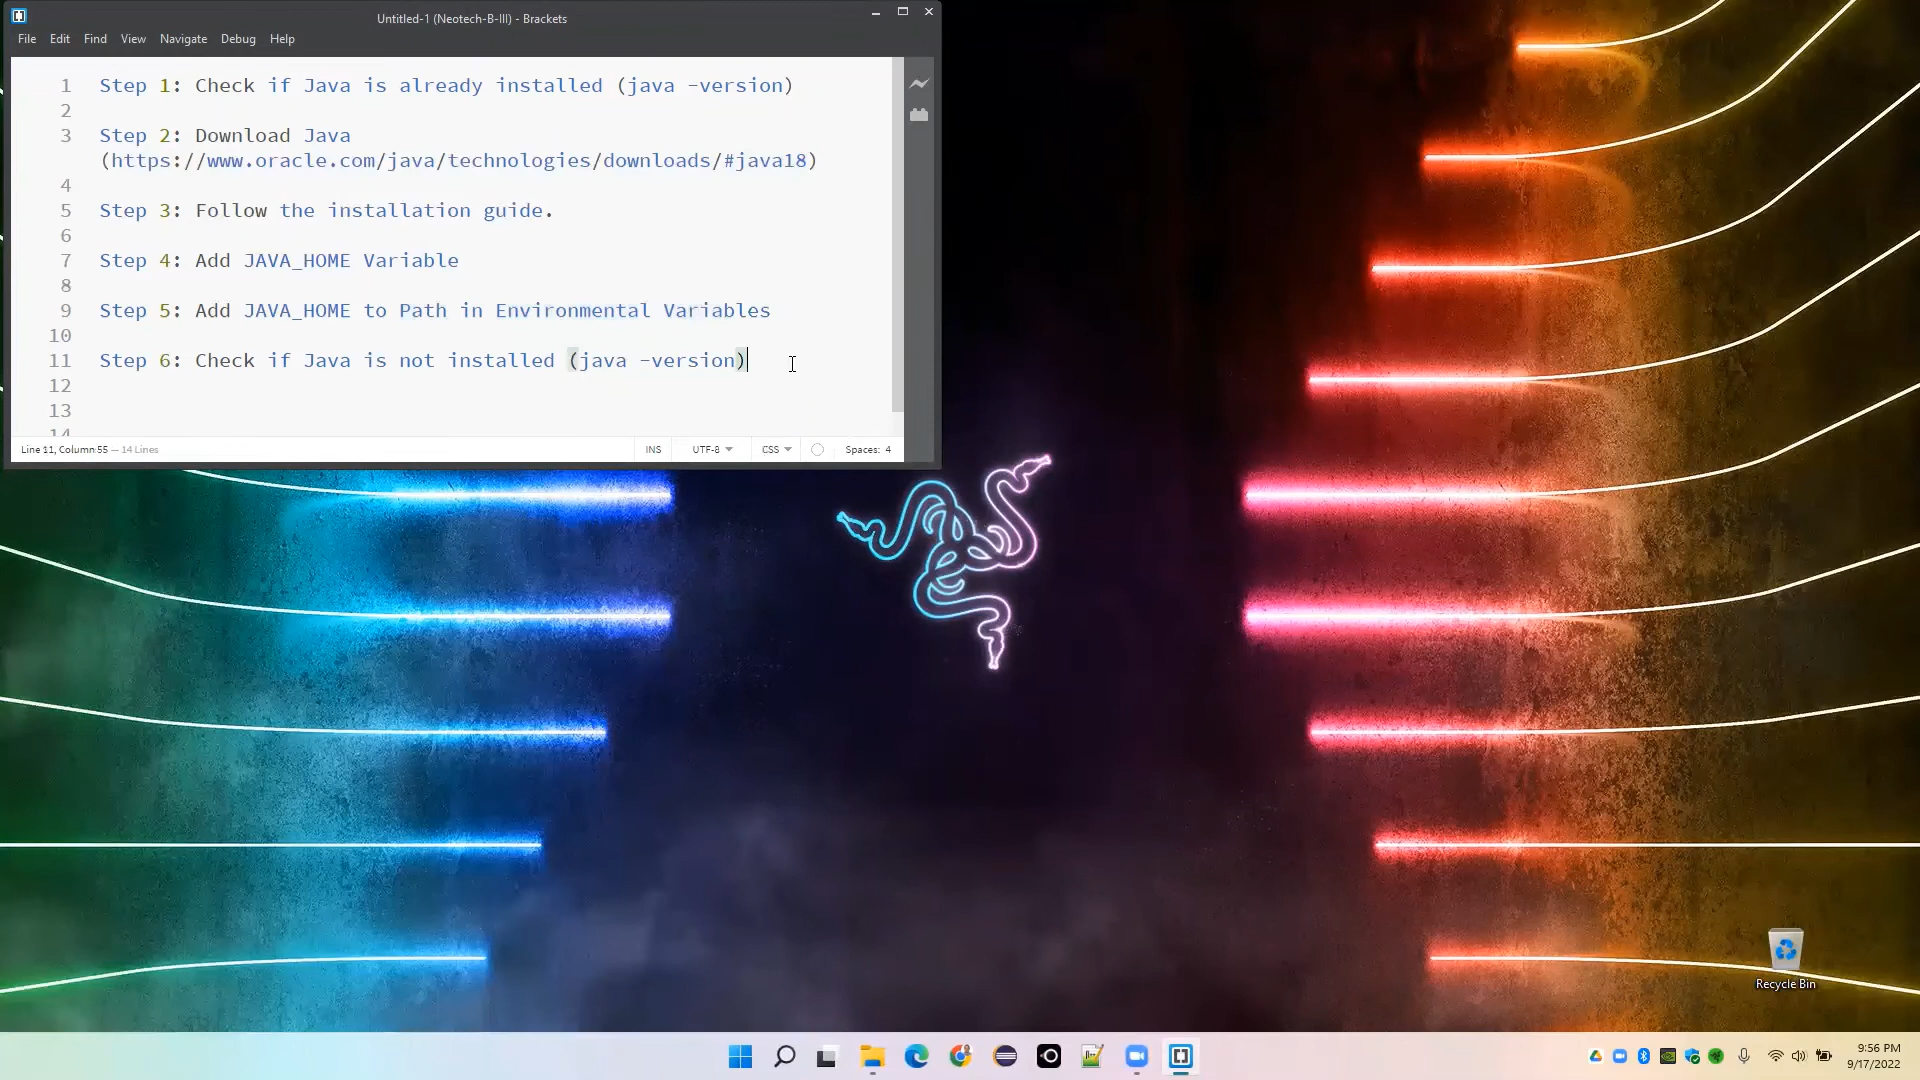 Untitled-1 (Neotech-B-III) - Brackets
File Edit Find View Navigate Debug Help
1 Step 1: Check if Java is already installed (java -version)
2
3 Step 2: Download Java
(https://www.oracle.com/java/technologies/downloads/#java18)
4
5 Step 3: Follow the installation guide.
6
7 Step 4: Add JAVA_HOME Variable
8
9 Step 5: Add JAVA_HOME to Path in Environmental Variables
10
11 Step 6: Check if Java is not installed (java -version)
12
13
14
Line 11, Column 55 — 14 Lines INS UTF-8 CSS Spaces: 4
Recycle Bin
9:56 PM
9/17/2022